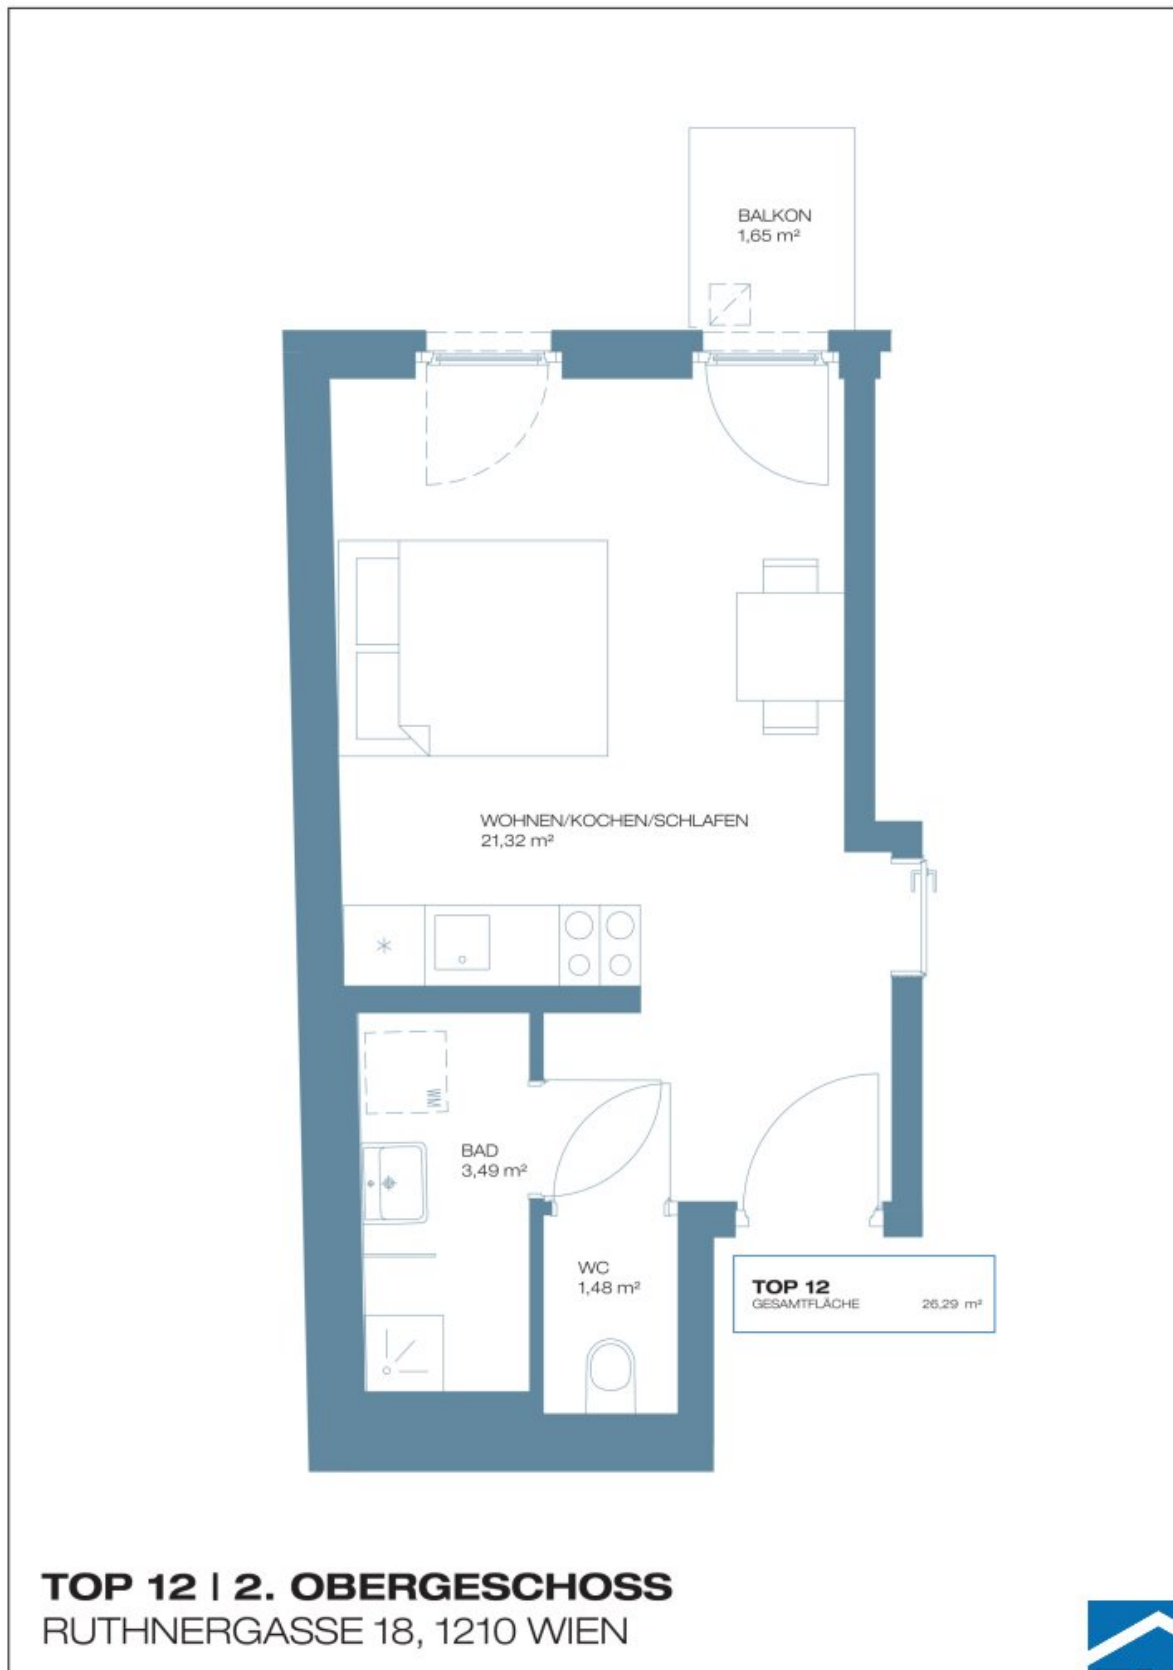 BALKON
1,65 m²
WOHNEN/KOCHEN/SCHLAFEN
21,32 m²
WM
BAD
3,49 m²
WC
1,48 m²
TOP 12
GESAMTFLÄCHE 26,29 m²
TOP 12 | 2. OBERGESCHOSS
RUTHNERGASSE 18, 1210 WIEN